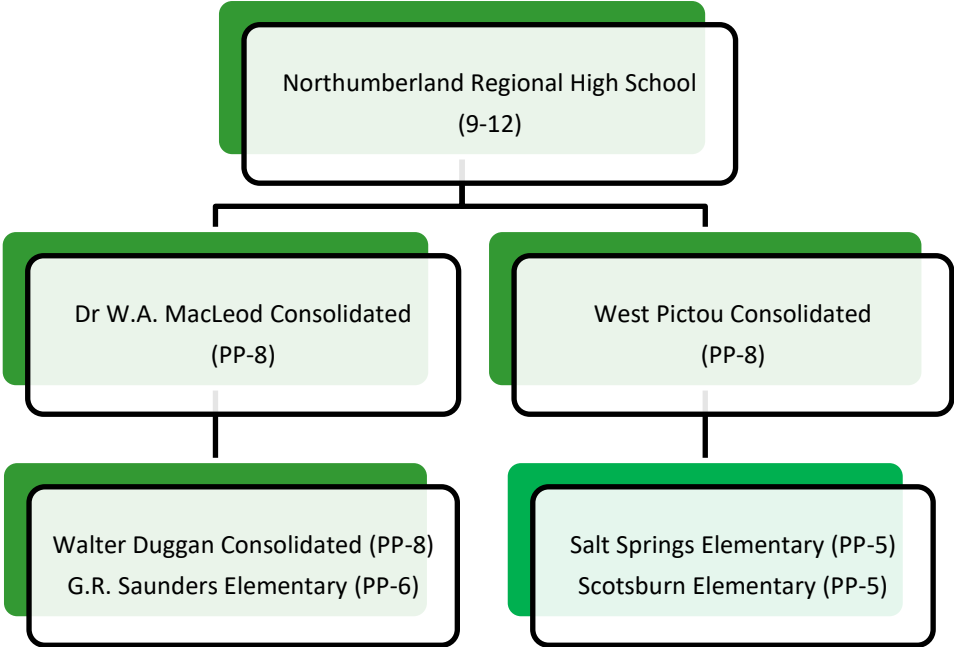 Northumberland Regional High School
(9-12)
Dr W.A. MacLeod Consolidated
(PP-8)
West Pictou Consolidated
(PP-8)
Walter Duggan Consolidated (PP-8)
G.R. Saunders Elementary (PP-6)
Salt Springs Elementary (PP-5)
Scotsburn Elementary (PP-5)